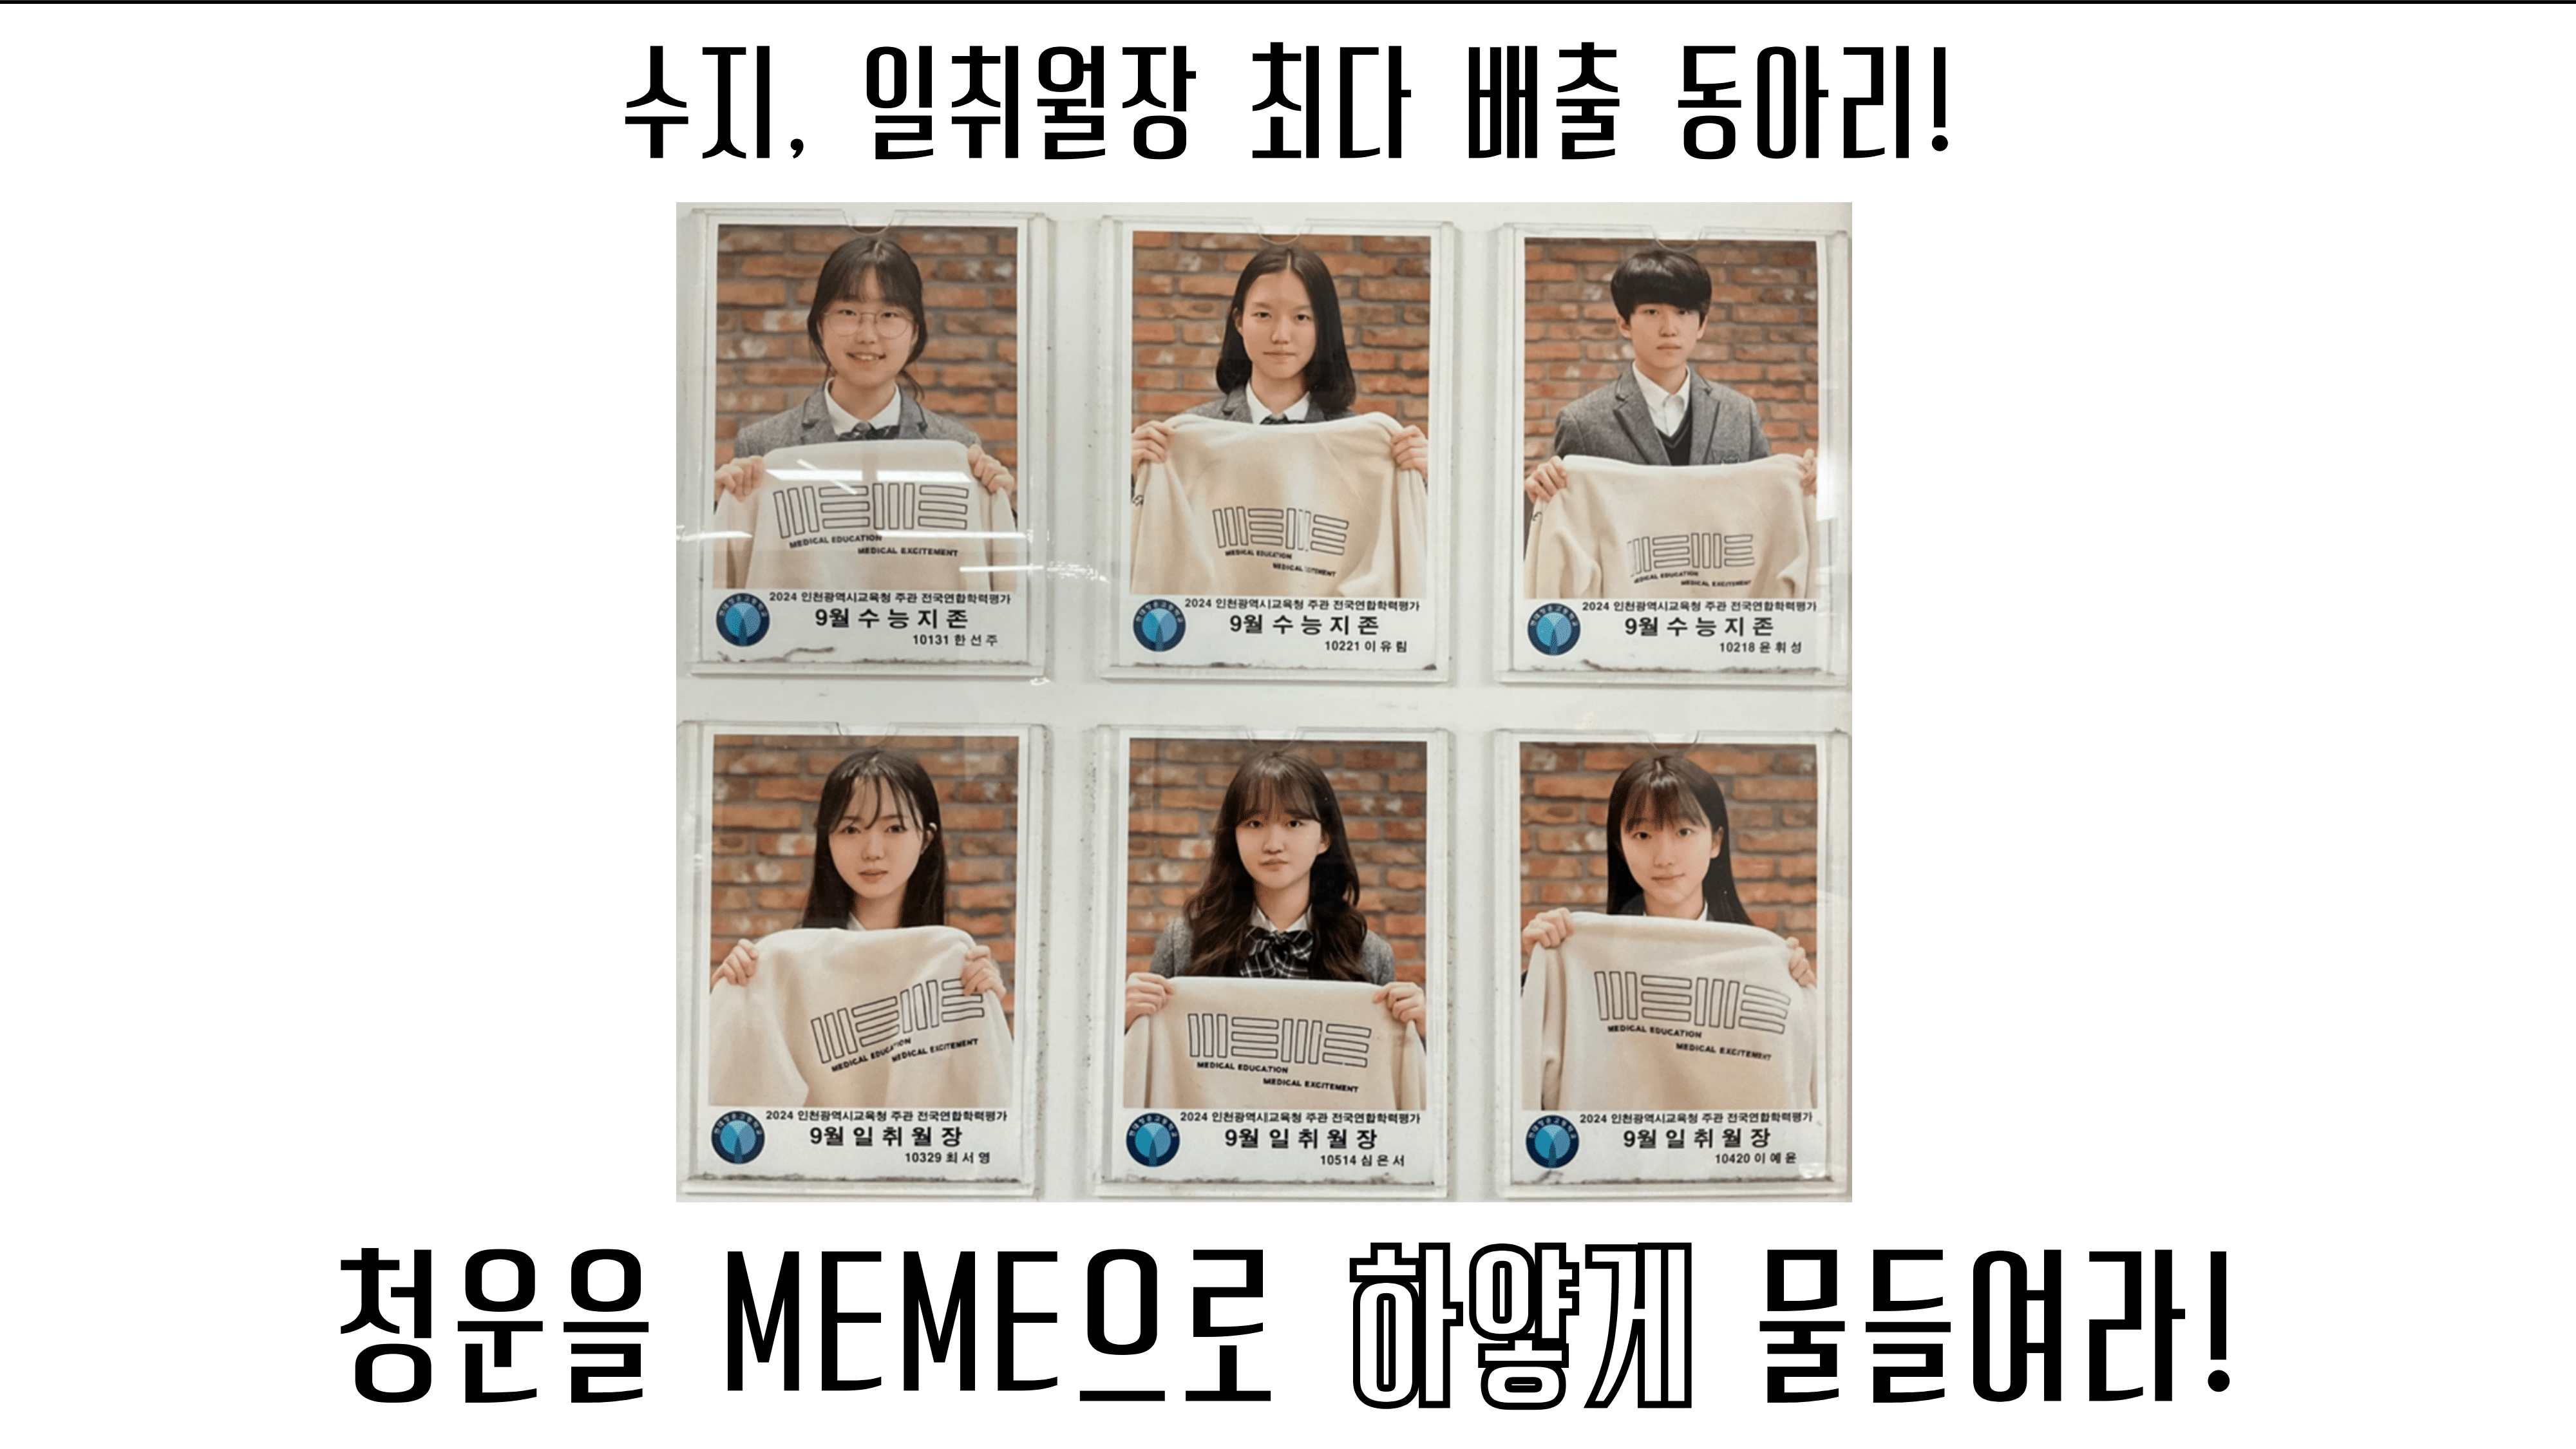 수지, 일취월장 최다 배출 동아리!
MEME
MEDICAL EDUCATION
MEDICAL EXCITEMENT
2024 인천광역시교육청 주관 전국연합학력평가
9월 수 능 지 존
10131 한 선 주
MEME
MEDICAL EDUCATION
MEDICAL
2024 인천광역시교육청 주관 전국연합학력평가
9월 수 능 지 존
10221 이 유 림
MEME
MEDICAL EDUCATION
MEDICAL EXCITEMENT
2024 인천광역시교육청 주관 전국연합학력평가
9월 수 능 지 존
10218 윤 휘 성
MEME
MEDICAL EDUCATION
MEDICAL EXCITEMENT
2024 인천광역시교육청 주관 전국연합학력평가
9월 일 취 월 장
10329 최 서 영
MEME
MEDICAL EDUCATION
MEDICAL EXCITEMENT
2024 인천광역시교육청 주관 전국연합학력평가
9월 일 취 월 장
10514 심 은 서
MEME
MEDICAL EDUCATION
MEDICAL EXCITEMENT
2024 인천광역시교육청 주관 전국연합학력평가
9월 일 취 월 장
10420 이 예 윤
청운을 MEME으로 하얗게 물들여라!